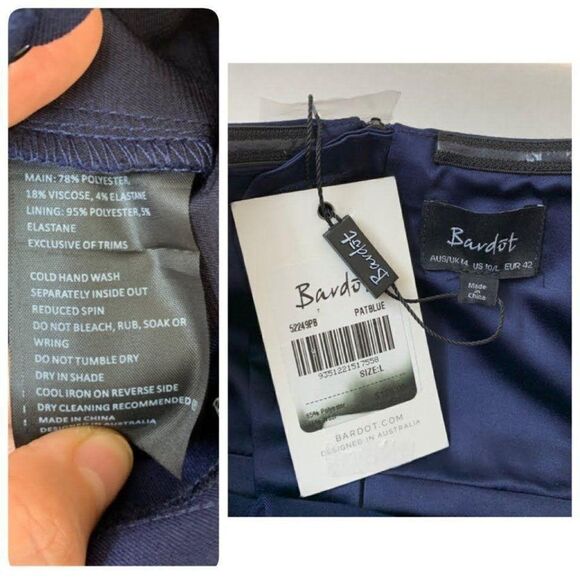 MAIN: 78% POLYESTER,
18% VISCOSE, 4% ELASTANE
LINING: 95% POLYESTER,5%
ELASTANE
EXCLUSIVE OF TRIMS
COLD HAND WASH
SEPARATELY INSIDE OUT
REDUCED SPIN
DO NOT BLEACH, RUB, SOAK OR
WRING
DO NOT TUMBLE DRY
DRY IN SHADE
COOL IRON ON REVERSE SIDE
DRY CLEANING RECOMMENDED
MADE IN CHINA
DESIGNED IN AUSTRALIA
Bardot
Bardot
52249PB PATBLUE
9351221517558
SIZE:L
BARDOT.COM
DESIGNED IN AUSTRALIA
Bardot
AUS/UK 14 US 10/L EUR 42
Made
in
China